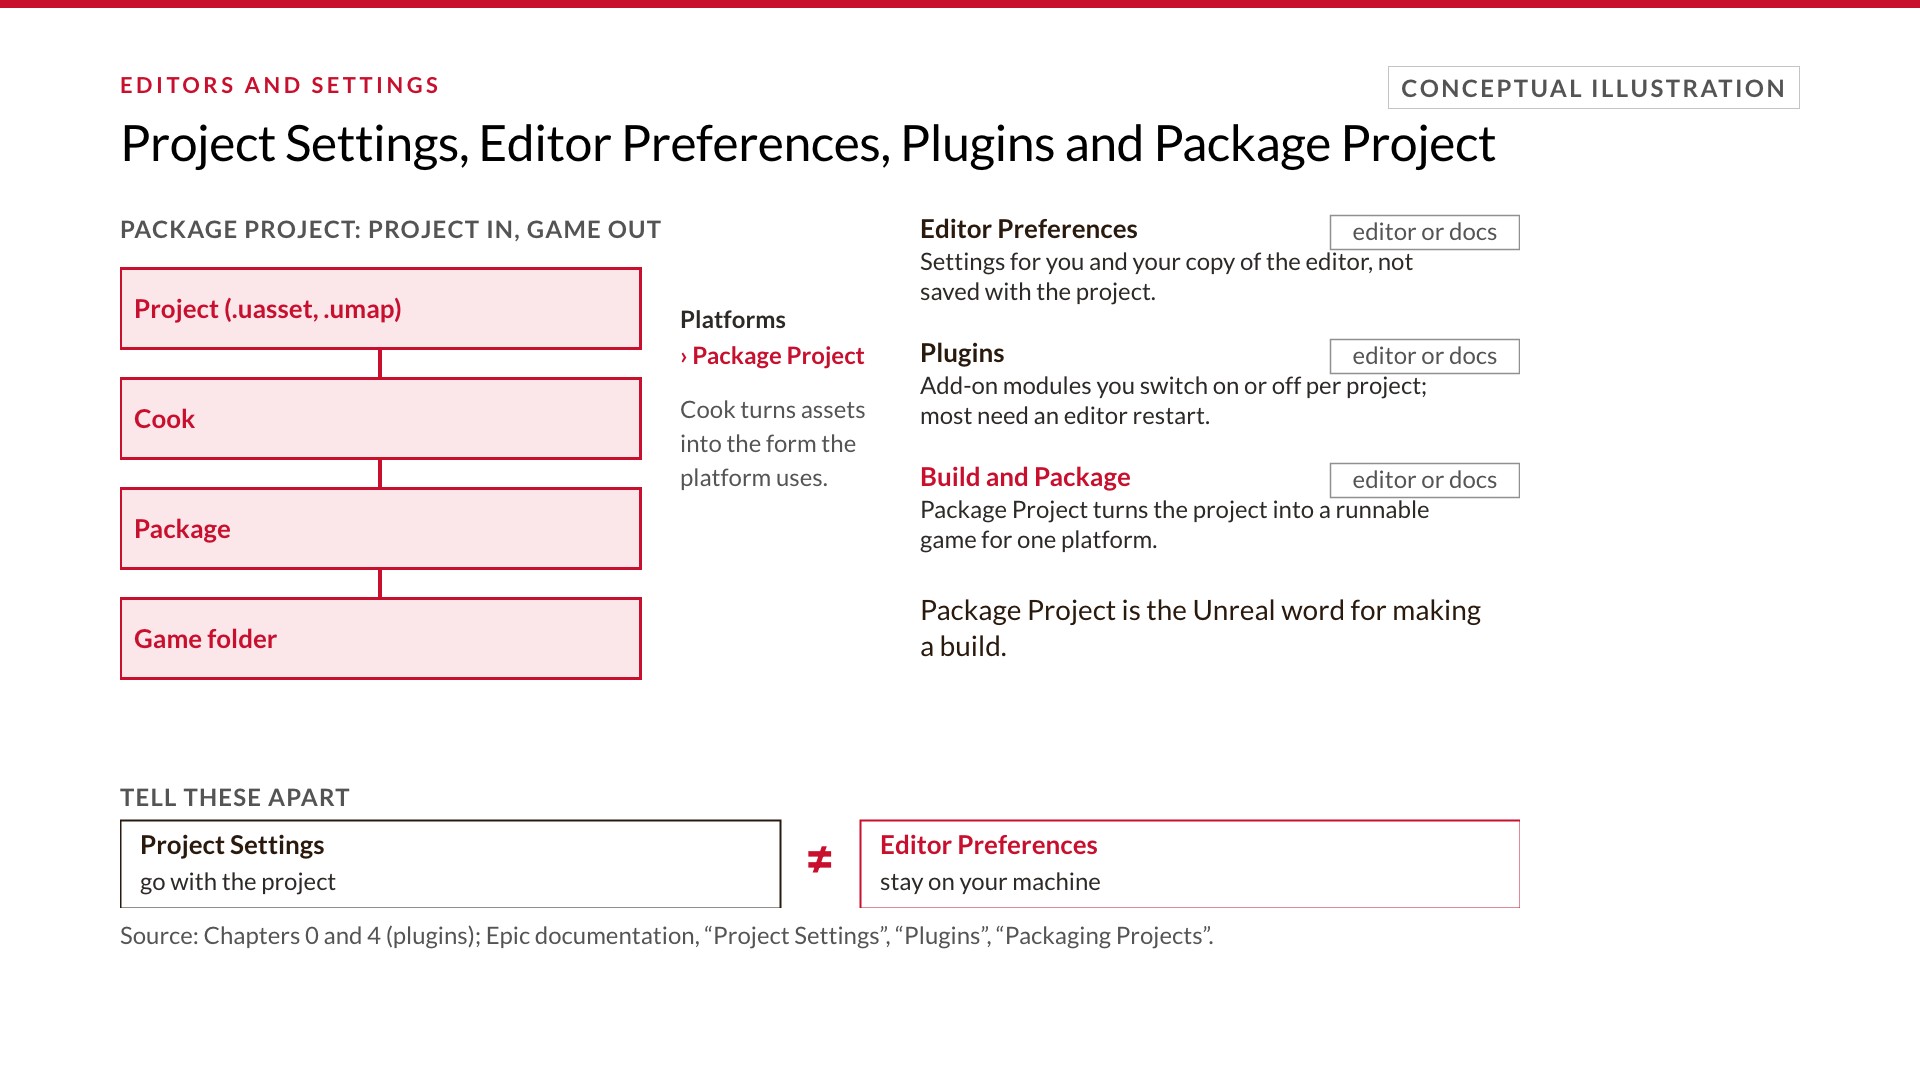 EDITORS AND SETTINGS
CONCEPTUAL ILLUSTRATION
Project Settings, Editor Preferences, Plugins and Package Project
PACKAGE PROJECT: PROJECT IN, GAME OUT
Project (.uasset, .umap)
Cook
Package
Game folder
Platforms
› Package Project
Cook turns assets
into the form the
platform uses.
Editor Preferences
editor or docs
Settings for you and your copy of the editor, not
saved with the project.
Plugins
editor or docs
Add-on modules you switch on or off per project;
most need an editor restart.
Build and Package
editor or docs
Package Project turns the project into a runnable
game for one platform.
Package Project is the Unreal word for making
a build.
TELL THESE APART
Project Settings
go with the project
≠
Editor Preferences
stay on your machine
Source: Chapters 0 and 4 (plugins); Epic documentation, “Project Settings”, “Plugins”, “Packaging Projects”.